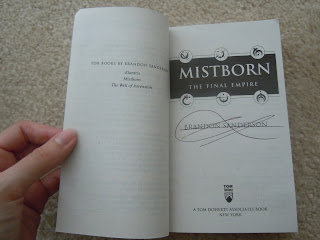 TOR BOOKS BY BRANDON SANDERSON
Elantris
Mistborn
The Well of Ascension
MISTBORN
THE FINAL EMPIRE
BRANDON SANDERSON
TOR
A TOM DOHERTY ASSOCIATES BOOK
NEW YORK